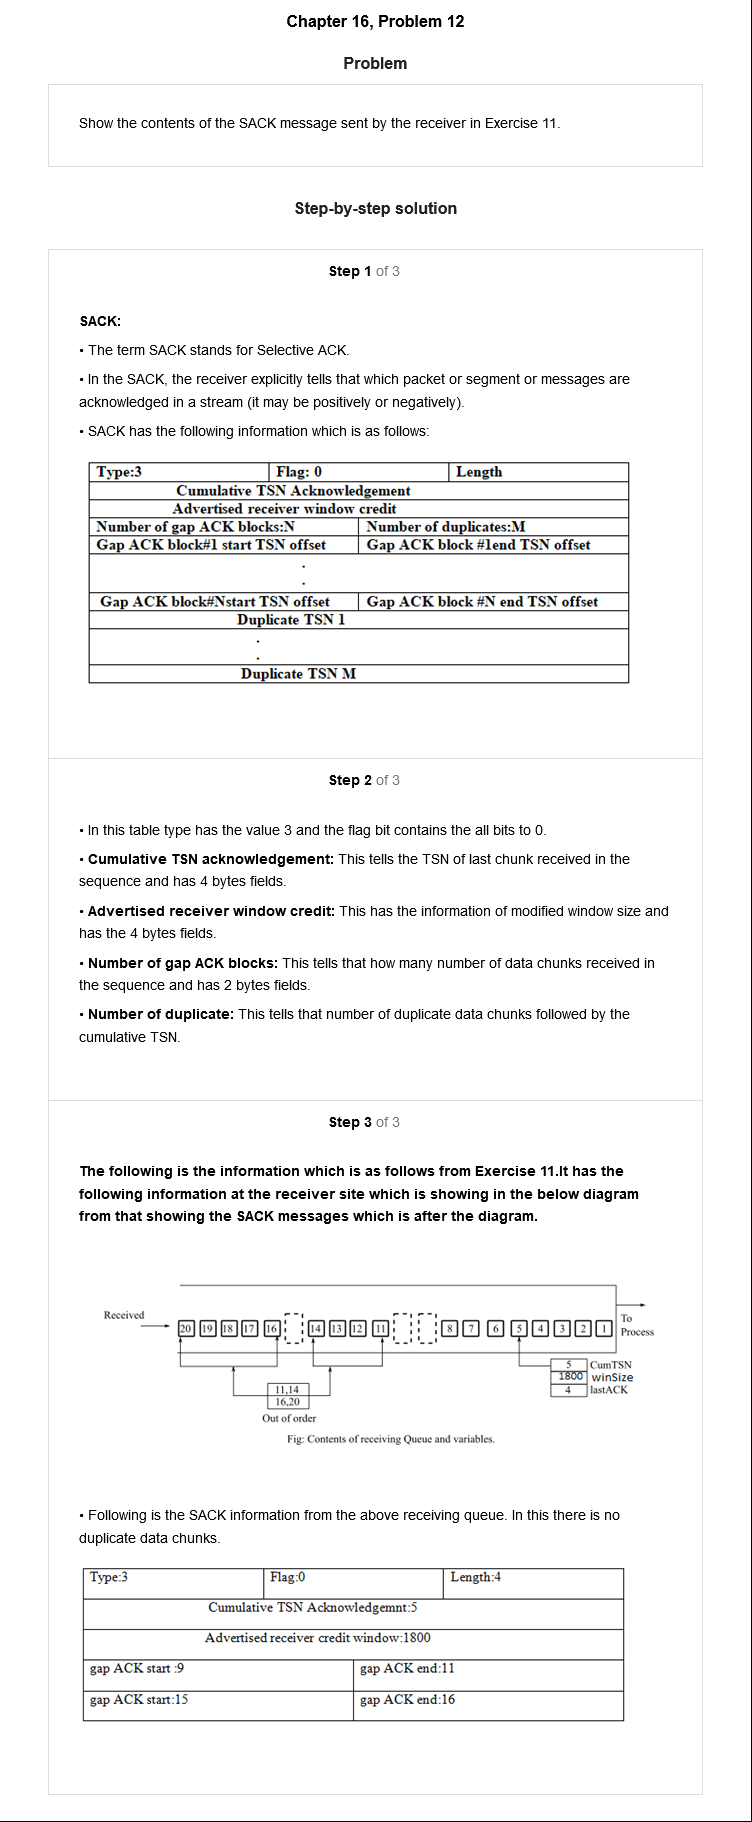 Chapter 16, Problem 12
Problem
Show the contents of the SACK message sent by the receiver in Exercise 11.
Step-by-step solution
Step 1 of 3
SACK:
• The term SACK stands for Selective ACK.
• In the SACK, the receiver explicitly tells that which packet or segment or messages are
acknowledged in a stream (it may be positively or negatively).
• SACK has the following information which is as follows:
Type:3 Flag: 0 Length
Cumulative TSN Acknowledgement
Advertised receiver window credit
Number of gap ACK blocks:N Number of duplicates:M
Gap ACK block#1 start TSN offset Gap ACK block #1end TSN offset
.
.
Gap ACK block#Nstart TSN offset Gap ACK block #N end TSN offset
Duplicate TSN 1
.
.
Duplicate TSN M
Step 2 of 3
• In this table type has the value 3 and the flag bit contains the all bits to 0.
• Cumulative TSN acknowledgement: This tells the TSN of last chunk received in the
sequence and has 4 bytes fields.
• Advertised receiver window credit: This has the information of modified window size and
has the 4 bytes fields.
• Number of gap ACK blocks: This tells that how many number of data chunks received in
the sequence and has 2 bytes fields.
• Number of duplicate: This tells that number of duplicate data chunks followed by the
cumulative TSN.
Step 3 of 3
The following is the information which is as follows from Exercise 11.It has the
following information at the receiver site which is showing in the below diagram
from that showing the SACK messages which is after the diagram.
Received
To
Process
20 19 18 17 16 14 13 12 11 8 7 6 5 4 3 2 1
5 CumTSN
1800 winSize
4 lastACK
11,14
16,20
Out of order
Fig: Contents of receiving Queue and variables.
• Following is the SACK information from the above receiving queue. In this there is no
duplicate data chunks.
Type:3 Flag:0 Length:4
Cumulative TSN Acknowledgemnt:5
Advertised receiver credit window:1800
gap ACK start :9 gap ACK end:11
gap ACK start:15 gap ACK end:16